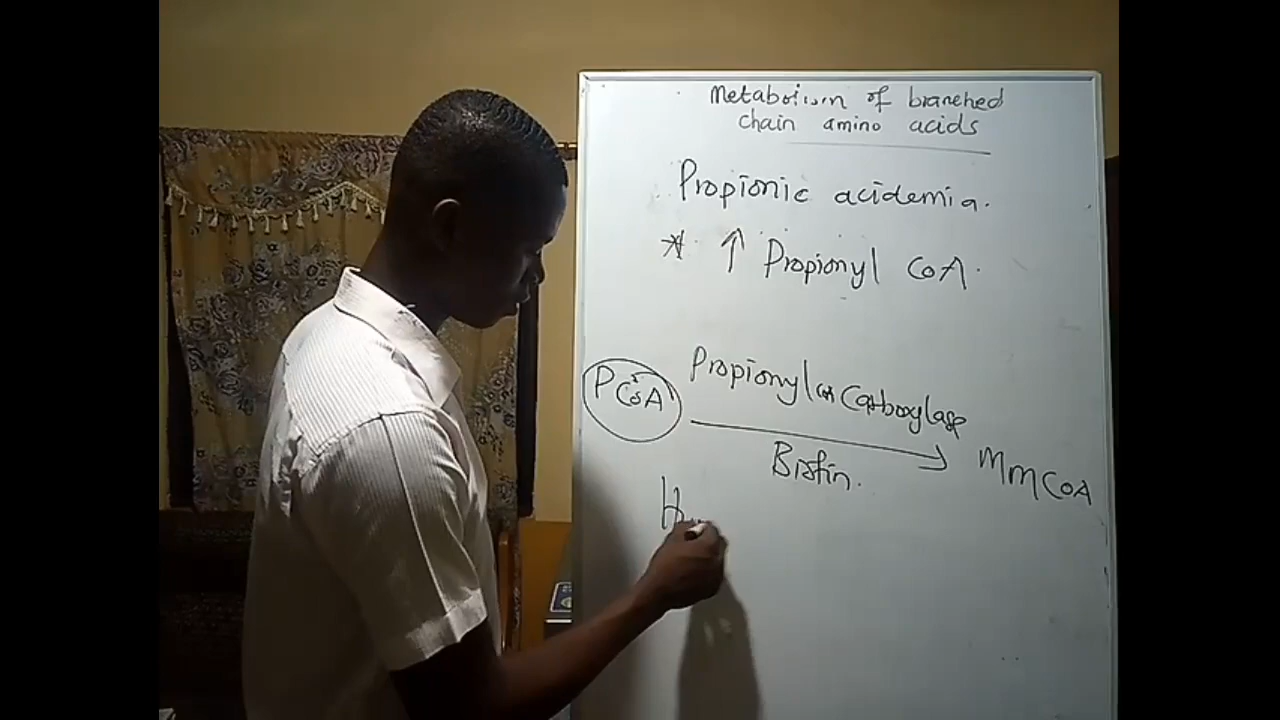 Metabolism of branched
chain amino acids
Propionic acidemia.
* ↑ Propionyl CoA.
PCoA
Propionyl CoA Carboxylase
Biotin.
MMCoA